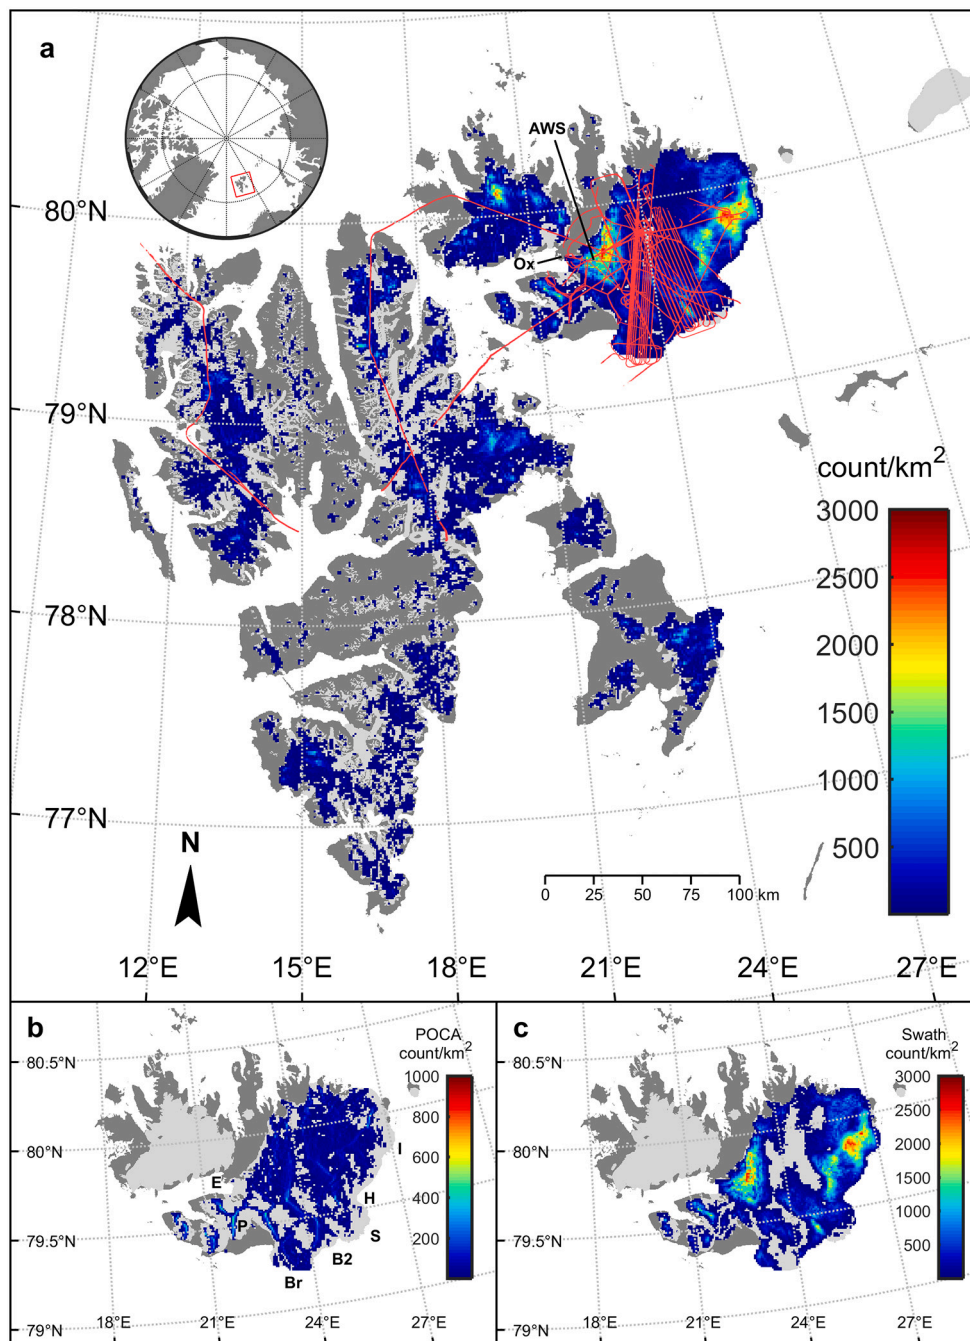 a
AWS
Ox
80°N
79°N
78°N
77°N
count/km2
3000
2500
2000
1500
1000
500
N
0 25 50 75 100 km
12°E 15°E 18°E 21°E 24°E 27°E
b
POCA
count/km2
1000
800
600
400
200
80.5°N
80°N
79.5°N
79°N
I
E
H
P
S
B2
Br
18°E 21°E 24°E 27°E
c
Swath
count/km2
3000
2500
2000
1500
1000
500
80.5°N
80°N
79.5°N
79°N
18°E 21°E 24°E 27°E